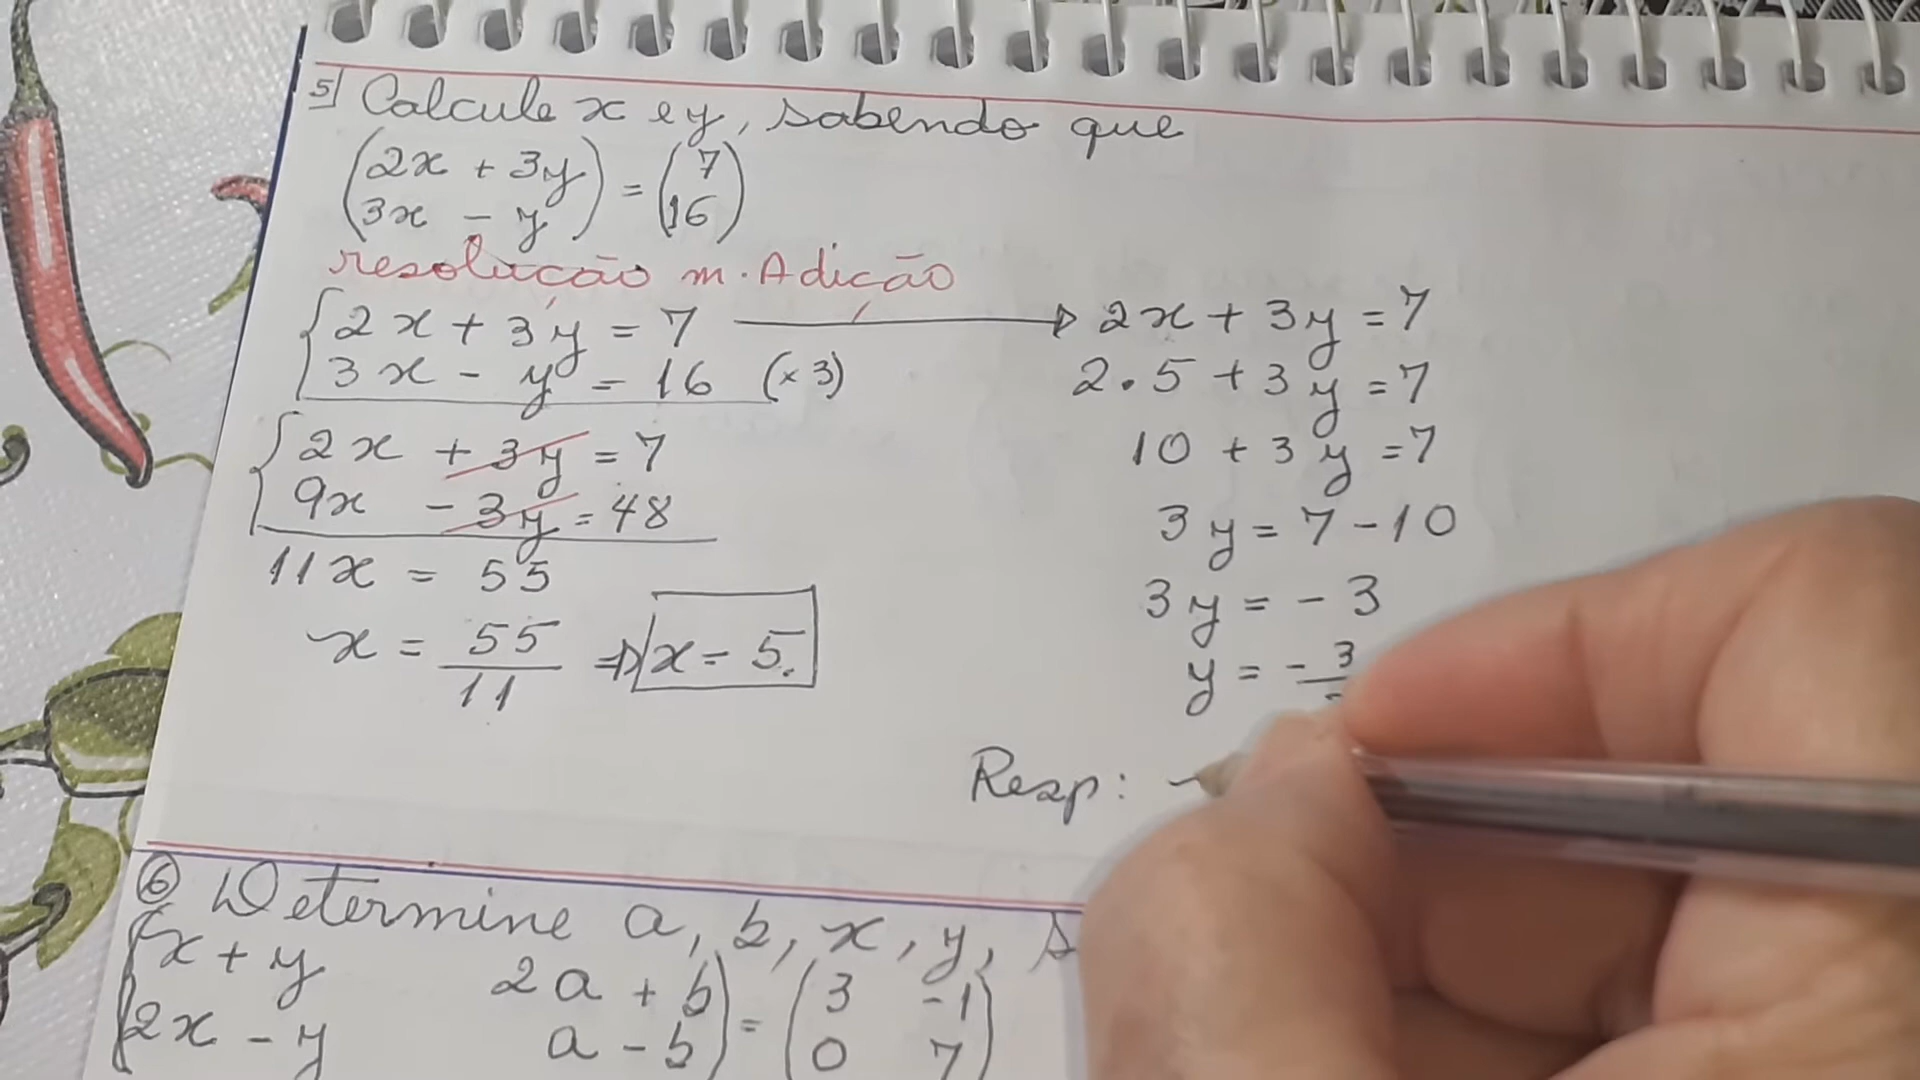 5) Calcule x e y, sabendo que
(2x + 3y) = (7)
(3x - y) (16)
resolução m. Adição
2x + 3y = 7
3x - y = 16 (x 3)
2x + 3y = 7
9x - 3y = 48
11x = 55
x = 55/11 ⇒ x = 5.
2x + 3y = 7
2.5 + 3y = 7
10 + 3y = 7
3y = 7 - 10
3y = - 3
y = - 3
Resp:
6 Determine a, b, x, y,
x + y 2a + b = (3 -1)
2x - y a - b (0 7)